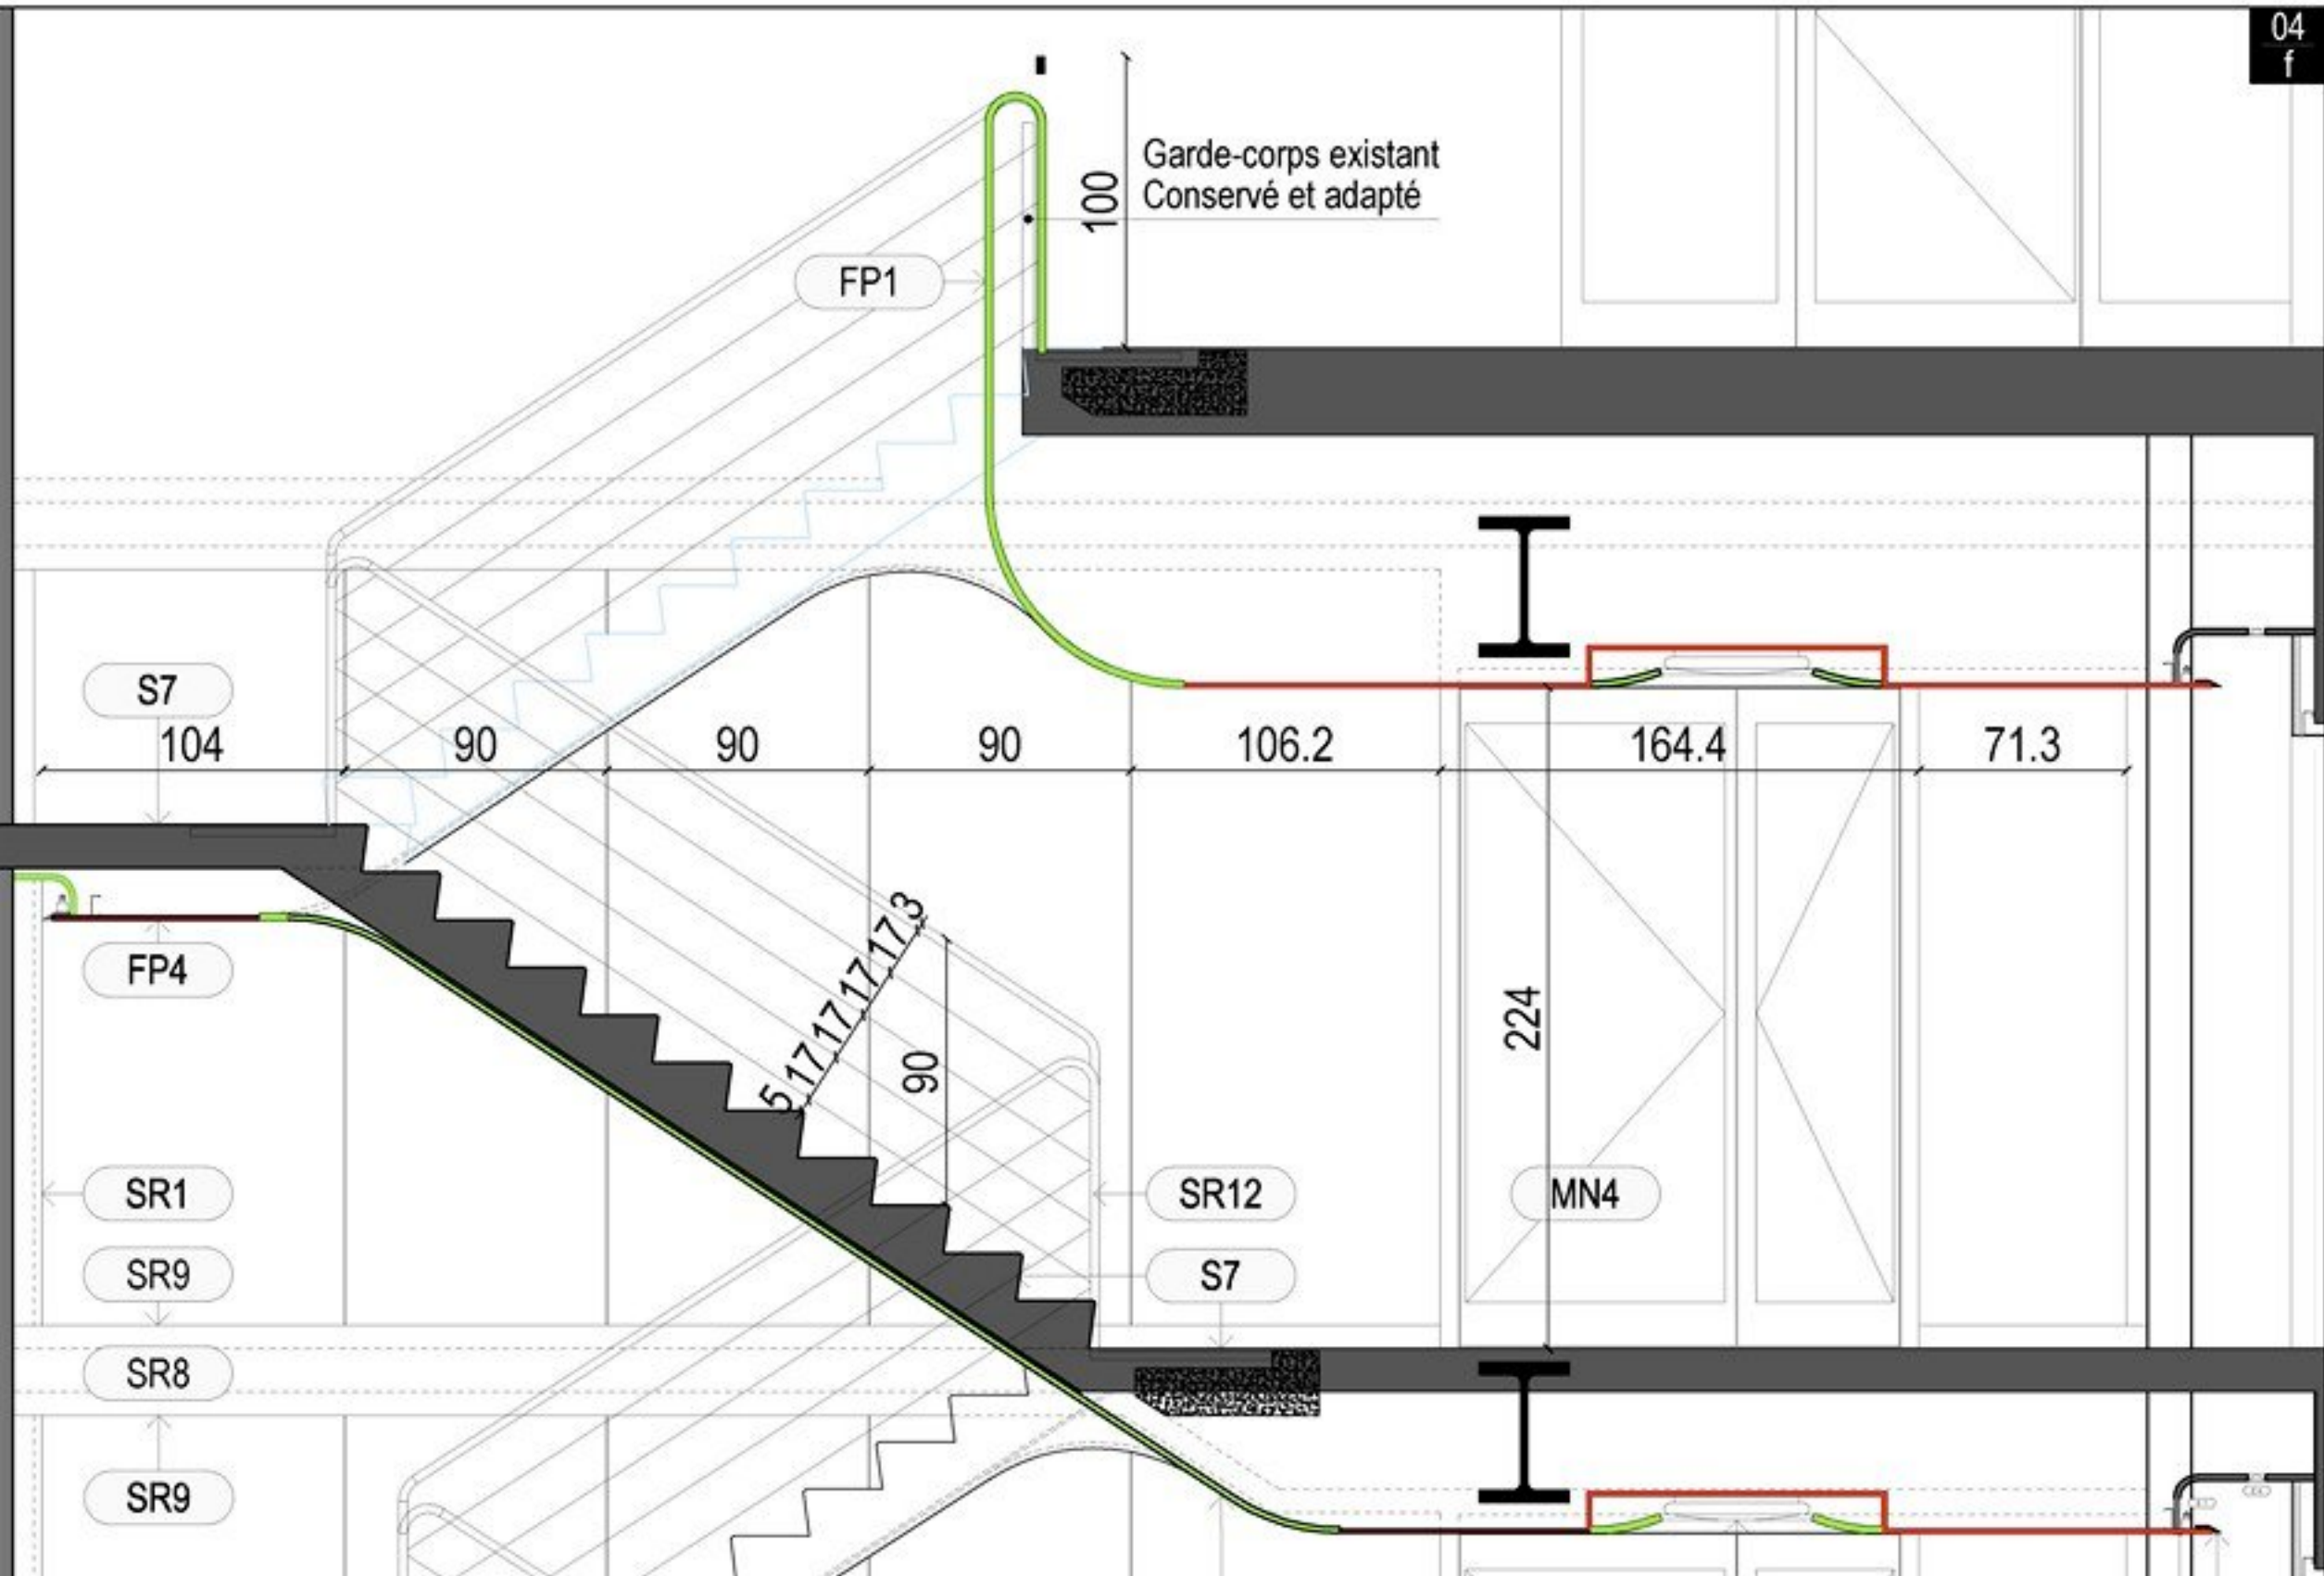 04
f
Garde-corps existant
Conservé et adapté
100
FP1
S7
104
90
90
90
106.2
164.4
71.3
FP4
3
17
17
17
17
5
90
224
SR1
SR12
MN4
SR9
S7
SR8
SR9